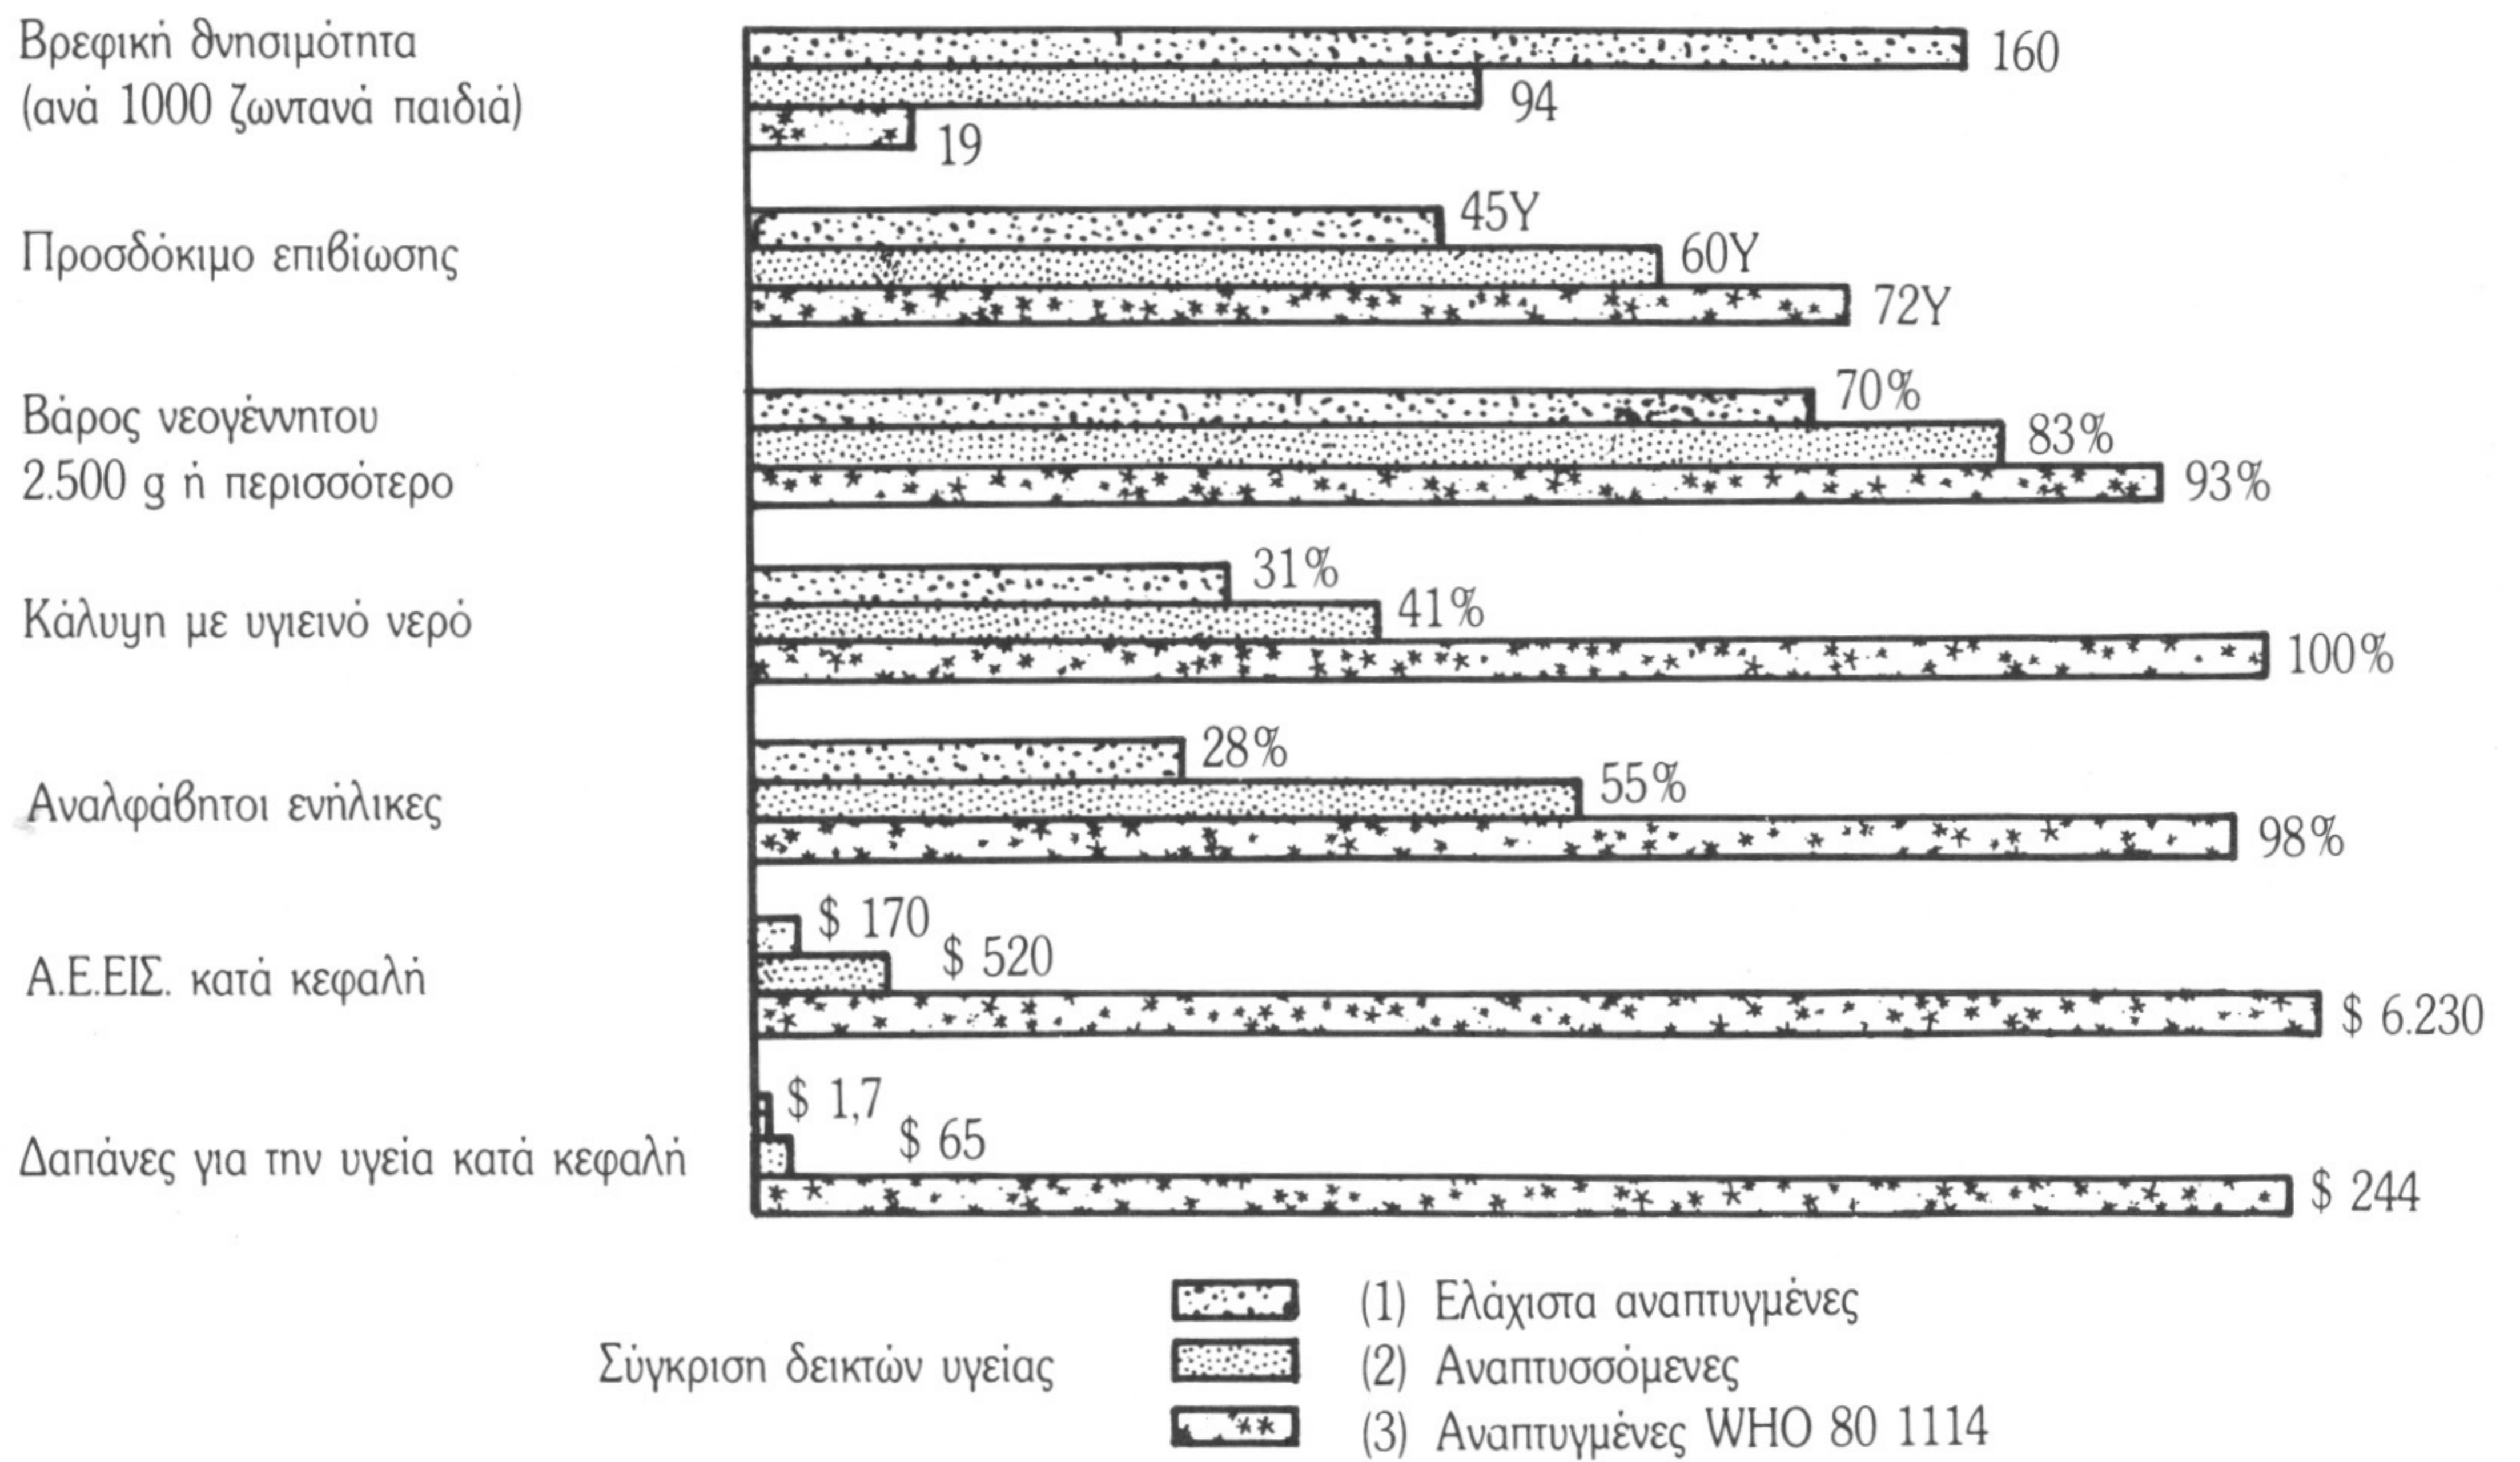 Βρεφική θνησιμότητα
(ανά 1000 ζωντανά παιδιά)
160
94
19
Προσδόκιμο επιβίωσης
45Y
60Y
72Y
Βάρος νεογέννητου
2.500 g ή περισσότερο
70%
83%
93%
Κάλυψη με υγιεινό νερό
31%
41%
100%
Αναλφάβητοι ενήλικες
28%
55%
98%
Α.Ε.ΕΙΣ. κατά κεφαλή
$ 170
$ 520
$ 6.230
Δαπάνες για την υγεία κατά κεφαλή
$ 1,7
$ 65
$ 244
Σύγκριση δεικτών υγείας
(1) Ελάχιστα αναπτυγμένες
(2) Αναπτυσσόμενες
(3) Αναπτυγμένες WHO 80 1114